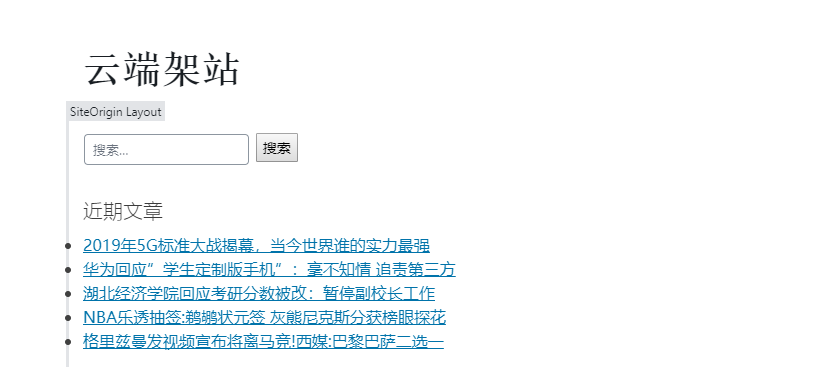 云端架站
SiteOrigin Layout
搜索...
搜索
近期文章
2019年5G标准大战揭幕，当今世界谁的实力最强
华为回应”学生定制版手机”：毫不知情 追责第三方
湖北经济学院回应考研分数被改：暂停副校长工作
NBA乐透抽签:鹈鹕状元签 灰熊尼克斯分获榜眼探花
格里兹曼发视频宣布将离马竞!西媒:巴黎巴萨二选一